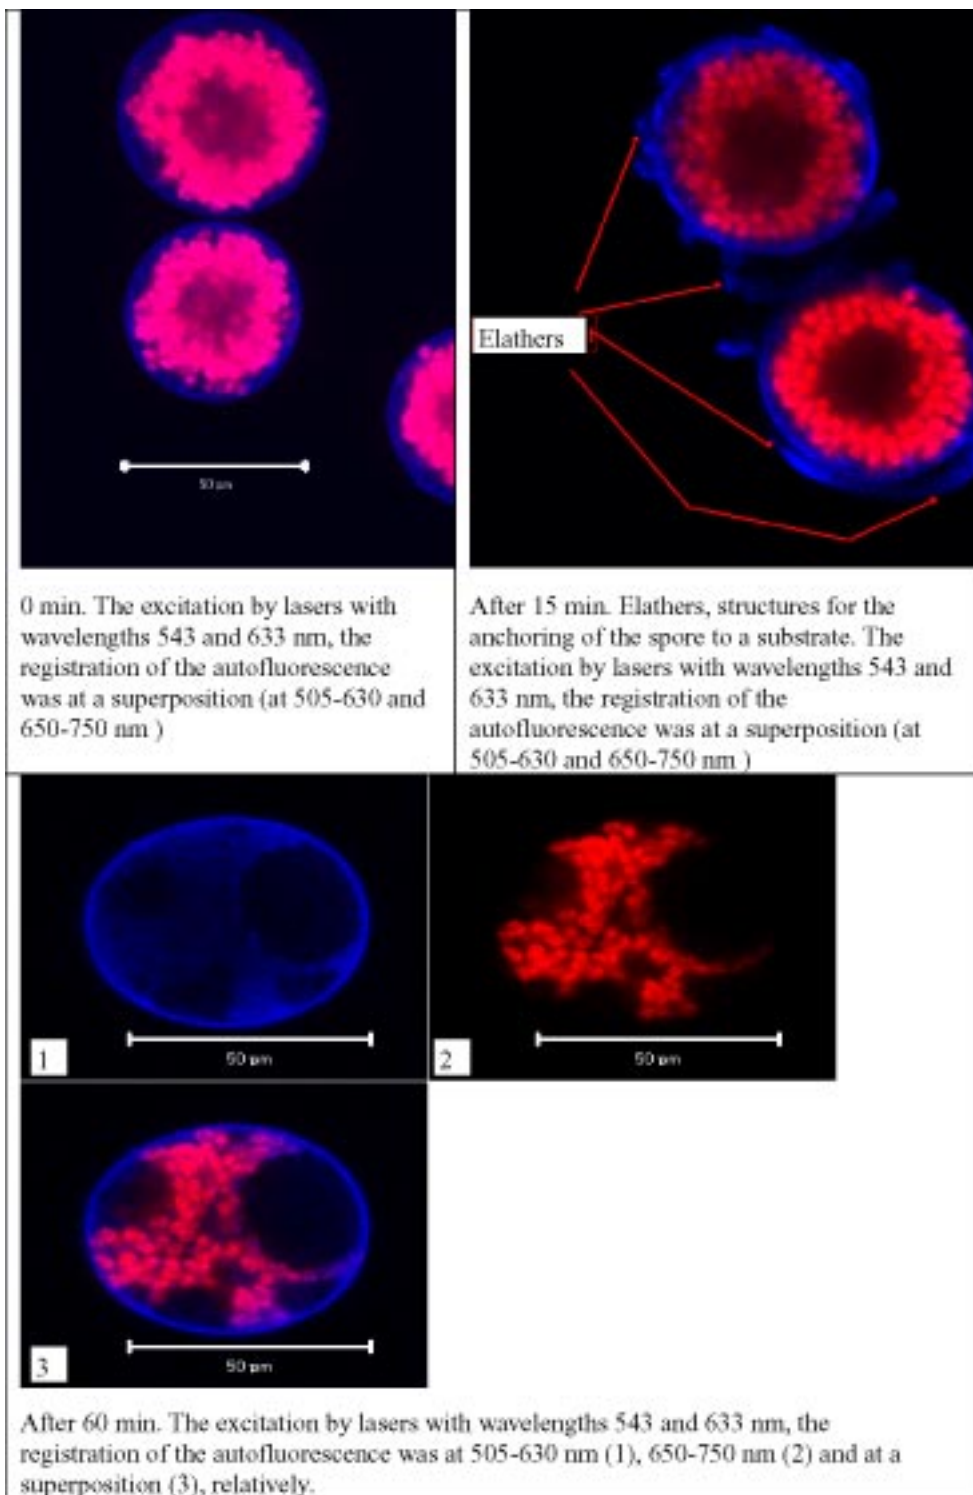 50 µm
Elathers
0 min. The excitation by lasers with
wavelengths 543 and 633 nm, the
registration of the autofluorescence
was at a superposition (at 505-630 and
650-750 nm )
After 15 min. Elathers, structures for the
anchoring of the spore to a substrate. The
excitation by lasers with wavelengths 543 and
633 nm, the registration of the
autofluorescence was at a superposition (at
505-630 and 650-750 nm )
50 µm
1
50 µm
2
50 µm
3
After 60 min. The excitation by lasers with wavelengths 543 and 633 nm, the
registration of the autofluorescence was at 505-630 nm (1), 650-750 nm (2) and at a
superposition (3), relatively.